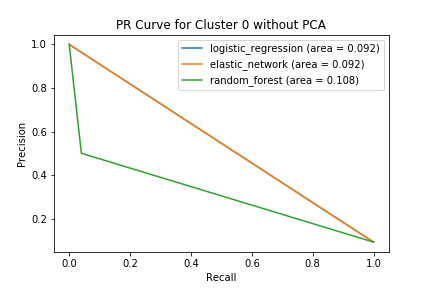 PR Curve for Cluster 0 without PCA
logistic_regression (area = 0.092)
elastic_network (area = 0.092)
random_forest (area = 0.108)
Precision
1.0
0.8
0.6
0.4
0.2
0.0 0.2 0.4 0.6 0.8 1.0
Recall